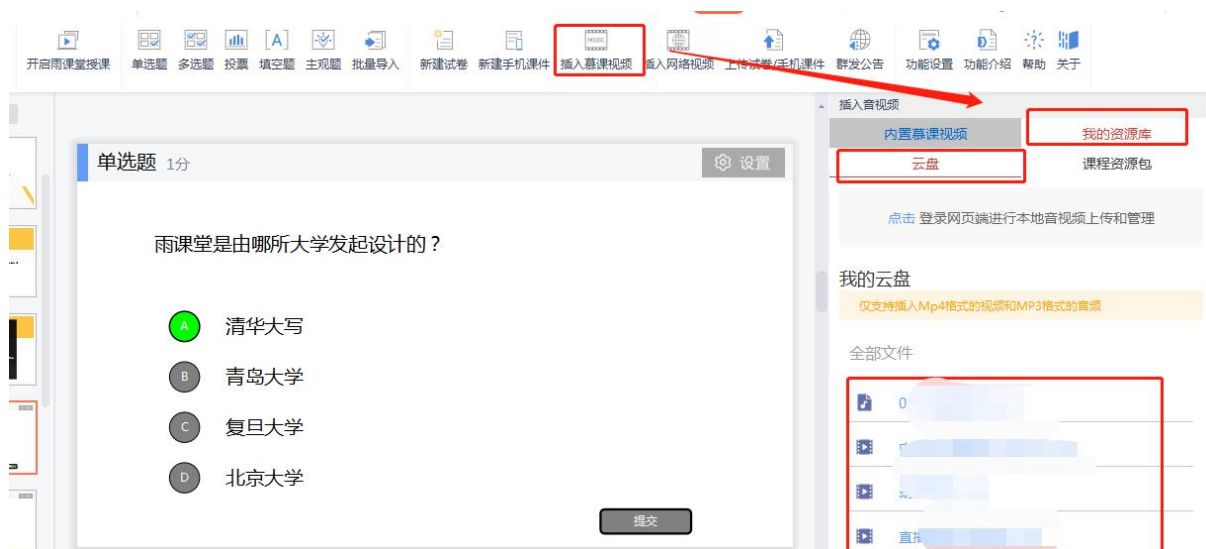 开启雨课堂授课 单选题 多选题 投票 填空题 主观题 批量导入 新建试卷 新建手机课件 插入慕课视频 插入网络视频 上传试卷/手机课件 群发公告 功能设置 功能介绍 帮助 关于
插入音视频
内置慕课视频 我的资源库
云盘 课程资源包
单选题 1分 设置
点击 登录网页端进行本地音视频上传和管理
雨课堂是由哪所大学发起设计的？
我的云盘
仅支持插入Mp4格式的视频和MP3格式的音频
A 清华大写
全部文件
B 青岛大学
0
C 复旦大学
D 北京大学
提交
直播